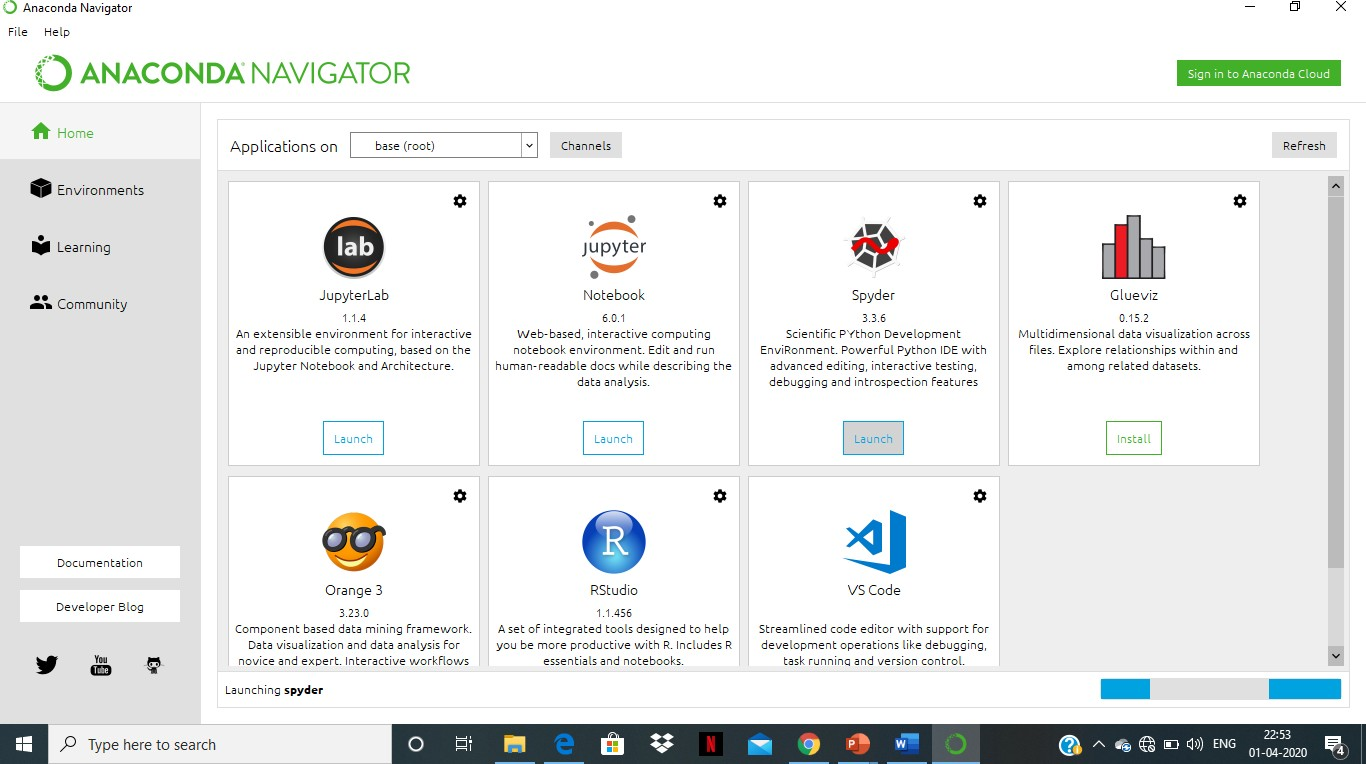 Anaconda Navigator
File Help
ANACONDA NAVIGATOR
Sign in to Anaconda Cloud
Home
Environments
Learning
Community
Documentation
Developer Blog
You
Tube
Applications on base (root) Channels Refresh
lab
JupyterLab
1.1.4
An extensible environment for interactive
and reproducible computing, based on the
Jupyter Notebook and Architecture.
Launch
jupyter
Notebook
6.0.1
Web-based, interactive computing
notebook environment. Edit and run
human-readable docs while describing the
data analysis.
Launch
Spyder
3.3.6
Scientific PYthon Development
EnviRonment. Powerful Python IDE with
advanced editing, interactive testing,
debugging and introspection features
Launch
Glueviz
0.15.2
Multidimensional data visualization across
files. Explore relationships within and
among related datasets.
Install
Orange 3
3.23.0
Component based data mining framework.
Data visualization and data analysis for
novice and expert. Interactive workflows
R
RStudio
1.1.456
A set of integrated tools designed to help
you be more productive with R. Includes R
essentials and notebooks.
VS Code
Streamlined code editor with support for
development operations like debugging,
task running and version control.
Launching spyder
Type here to search
ENG
22:53
01-04-2020
4